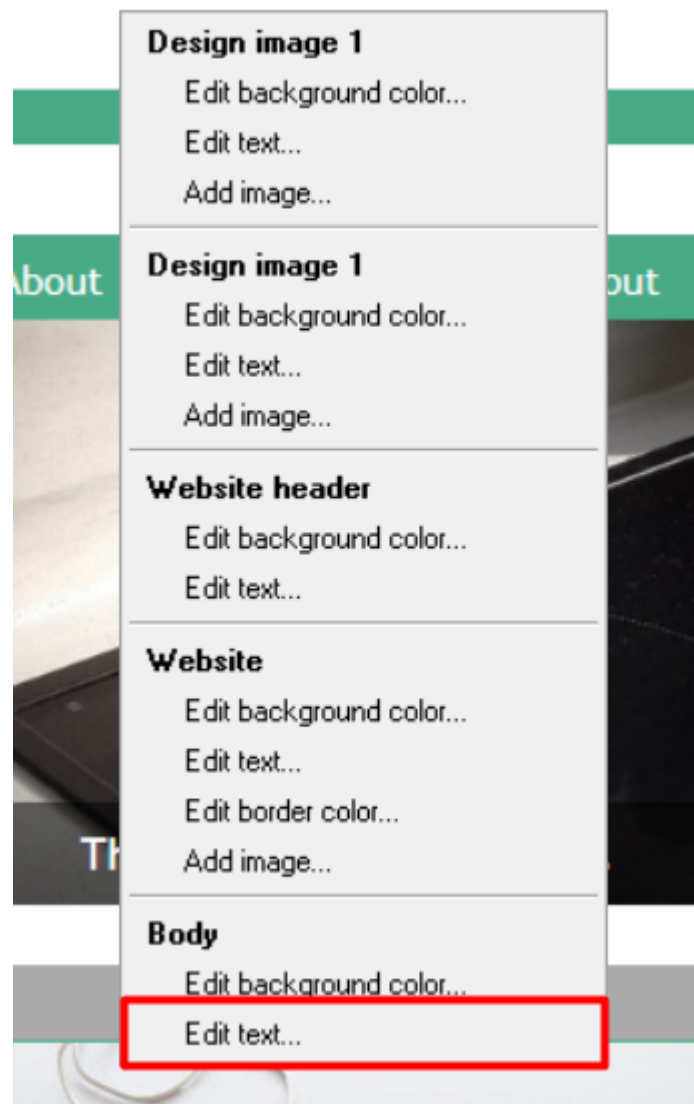 Design image 1
Edit background color...
Edit text...
Add image...
Design image 1
Edit background color...
Edit text...
Add image...
Website header
Edit background color...
Edit text...
Website
Edit background color...
Edit text...
Edit border color...
Add image...
Body
Edit background color...
Edit text...
About